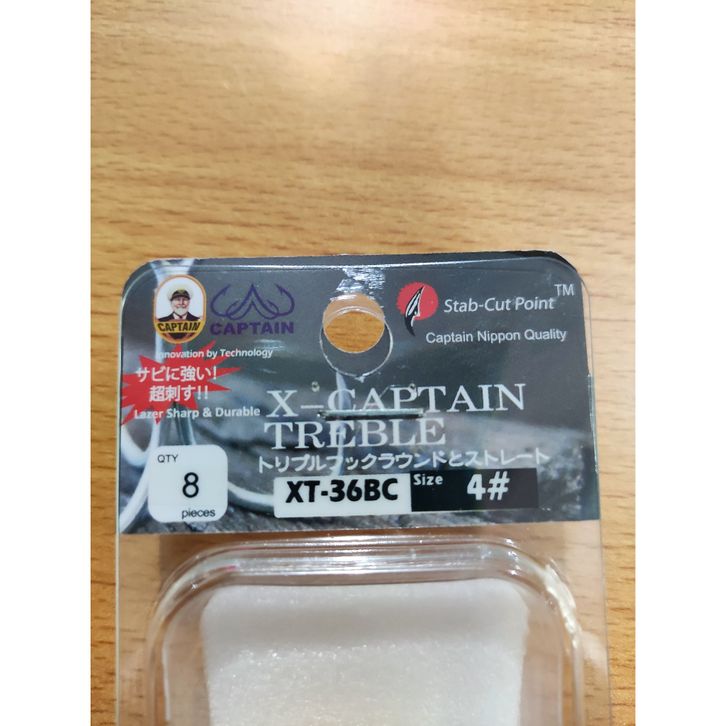 CAPTAIN
CAPTAIN
Innovation by Technology
サビに強い!
超刺す!!
Lazer Sharp & Durable
Stab-Cut Point™
Captain Nippon Quality
X-CAPTAIN
TREBLE
トリプルフックラウンドとストレート
QTY
8
pieces
XT-36BC
Size
4#